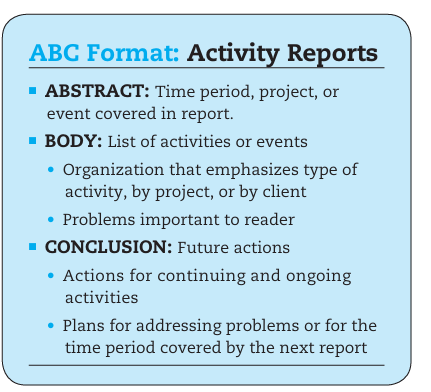 ABC Format: Activity Reports
■ ABSTRACT: Time period, project, or
event covered in report.
■ BODY: List of activities or events
• Organization that emphasizes type of
activity, by project, or by client
• Problems important to reader
■ CONCLUSION: Future actions
• Actions for continuing and ongoing
activities
• Plans for addressing problems or for the
time period covered by the next report